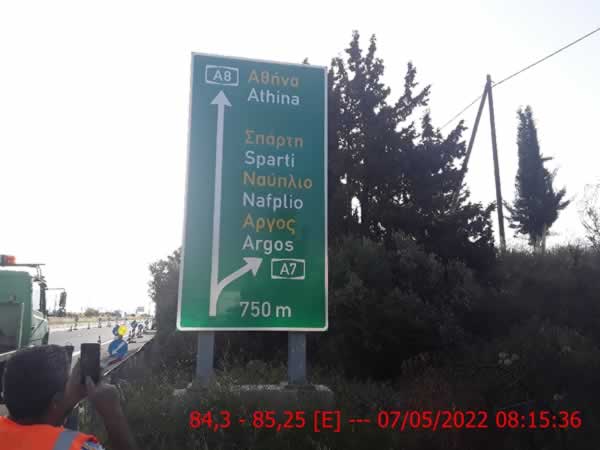 A8 Αθήνα
Athina
Σπάρτη
Sparti
Ναύπλιο
Nafplio
Αργος
Argos
A7
750 m
84,3 - 85,25 [E] --- 07/05/2022 08:15:36